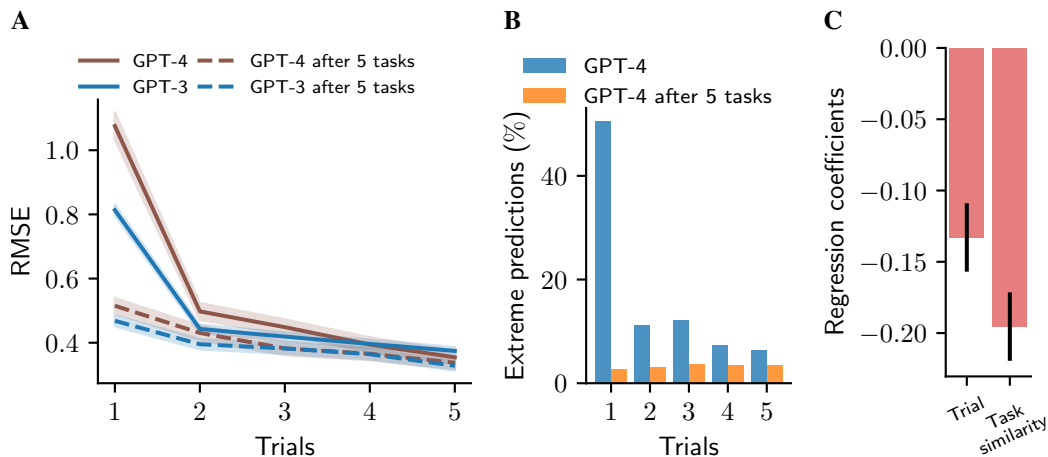 A
GPT-4
GPT-4 after 5 tasks
GPT-3
GPT-3 after 5 tasks
1.0
0.8
0.6
0.4
RMSE
1
2
3
4
5
Trials
B
GPT-4
GPT-4 after 5 tasks
40
20
0
Extreme predictions (%)
1
2
3
4
5
Trials
C
0.00
−0.05
−0.10
−0.15
−0.20
Regression coefficients
Trial
Task
similarity